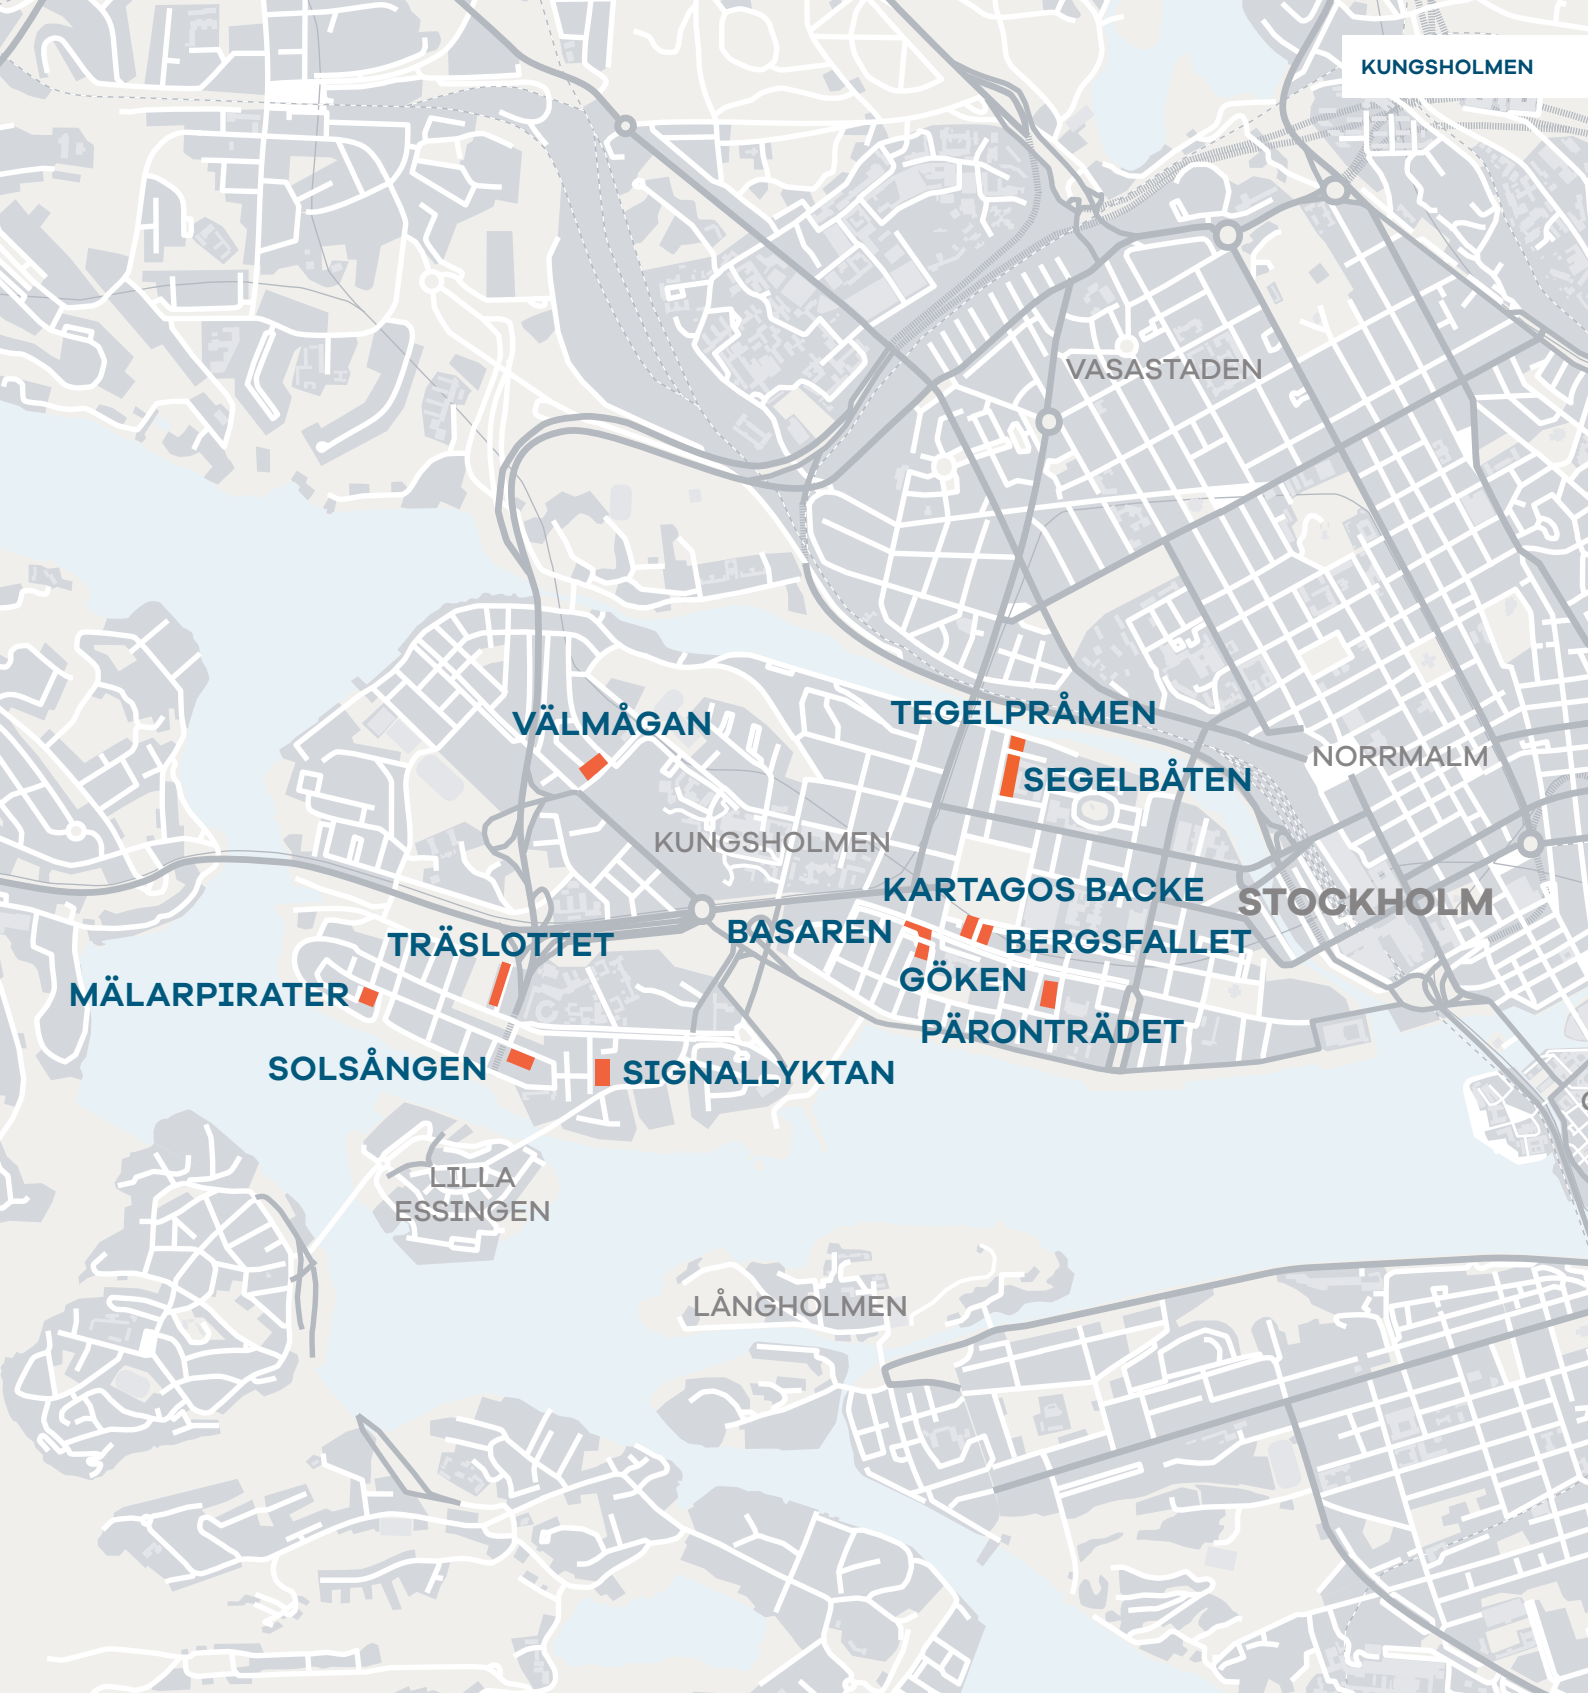 KUNGSHOLMEN
VASASTADEN
TEGELPRÅMEN
VÄLMÅGAN
NORRMALM
SEGELBÅTEN
KUNGSHOLMEN
KARTAGOS BACKE
STOCKHOLM
BASAREN
BERGSFALLET
TRÄSLOTTET
GÖKEN
MÄLARPIRATER
PÄRONTRÄDET
SOLSÅNGEN
SIGNALLYKTAN
LILLA
ESSINGEN
LÅNGHOLMEN